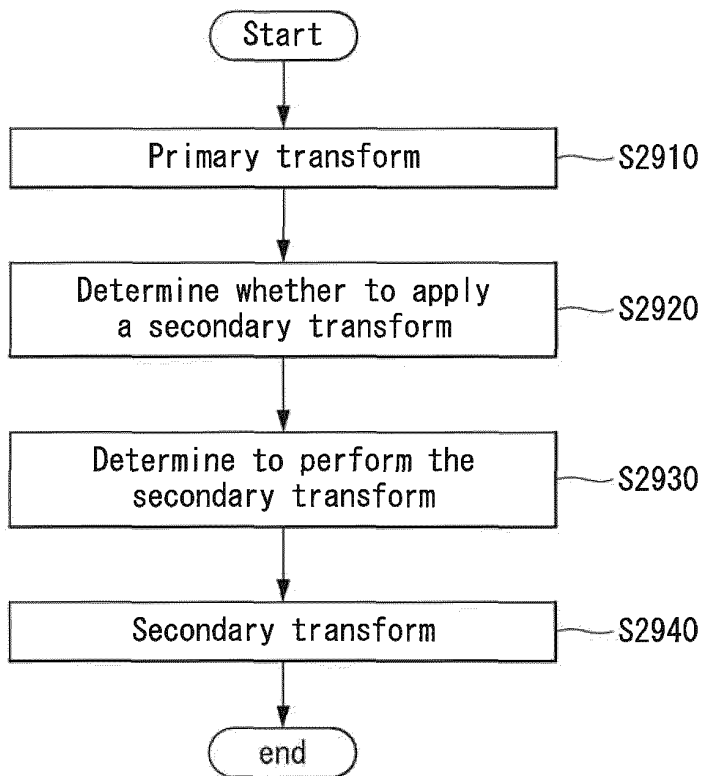 Start
Primary transform
S2910
Determine whether to apply
a secondary transform
S2920
Determine to perform the
secondary transform
S2930
Secondary transform
S2940
end